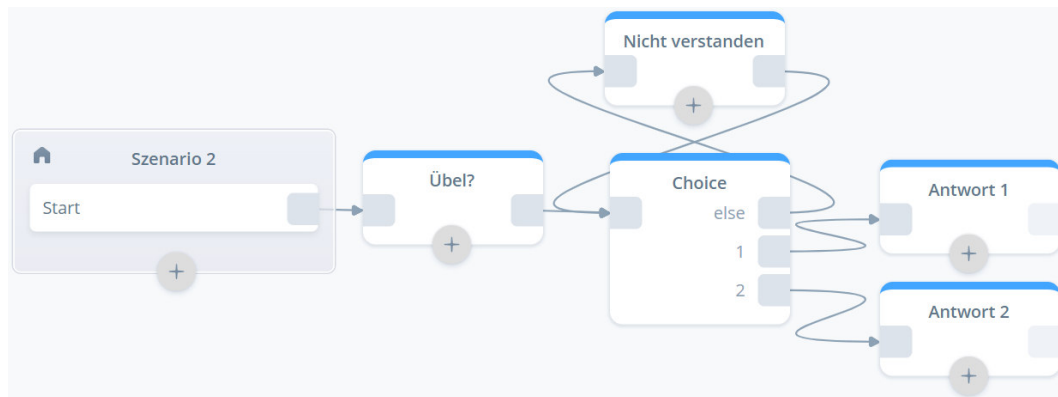 Nicht verstanden
Szenario 2
Start
Übel?
Choice
else
1
2
Antwort 1
Antwort 2